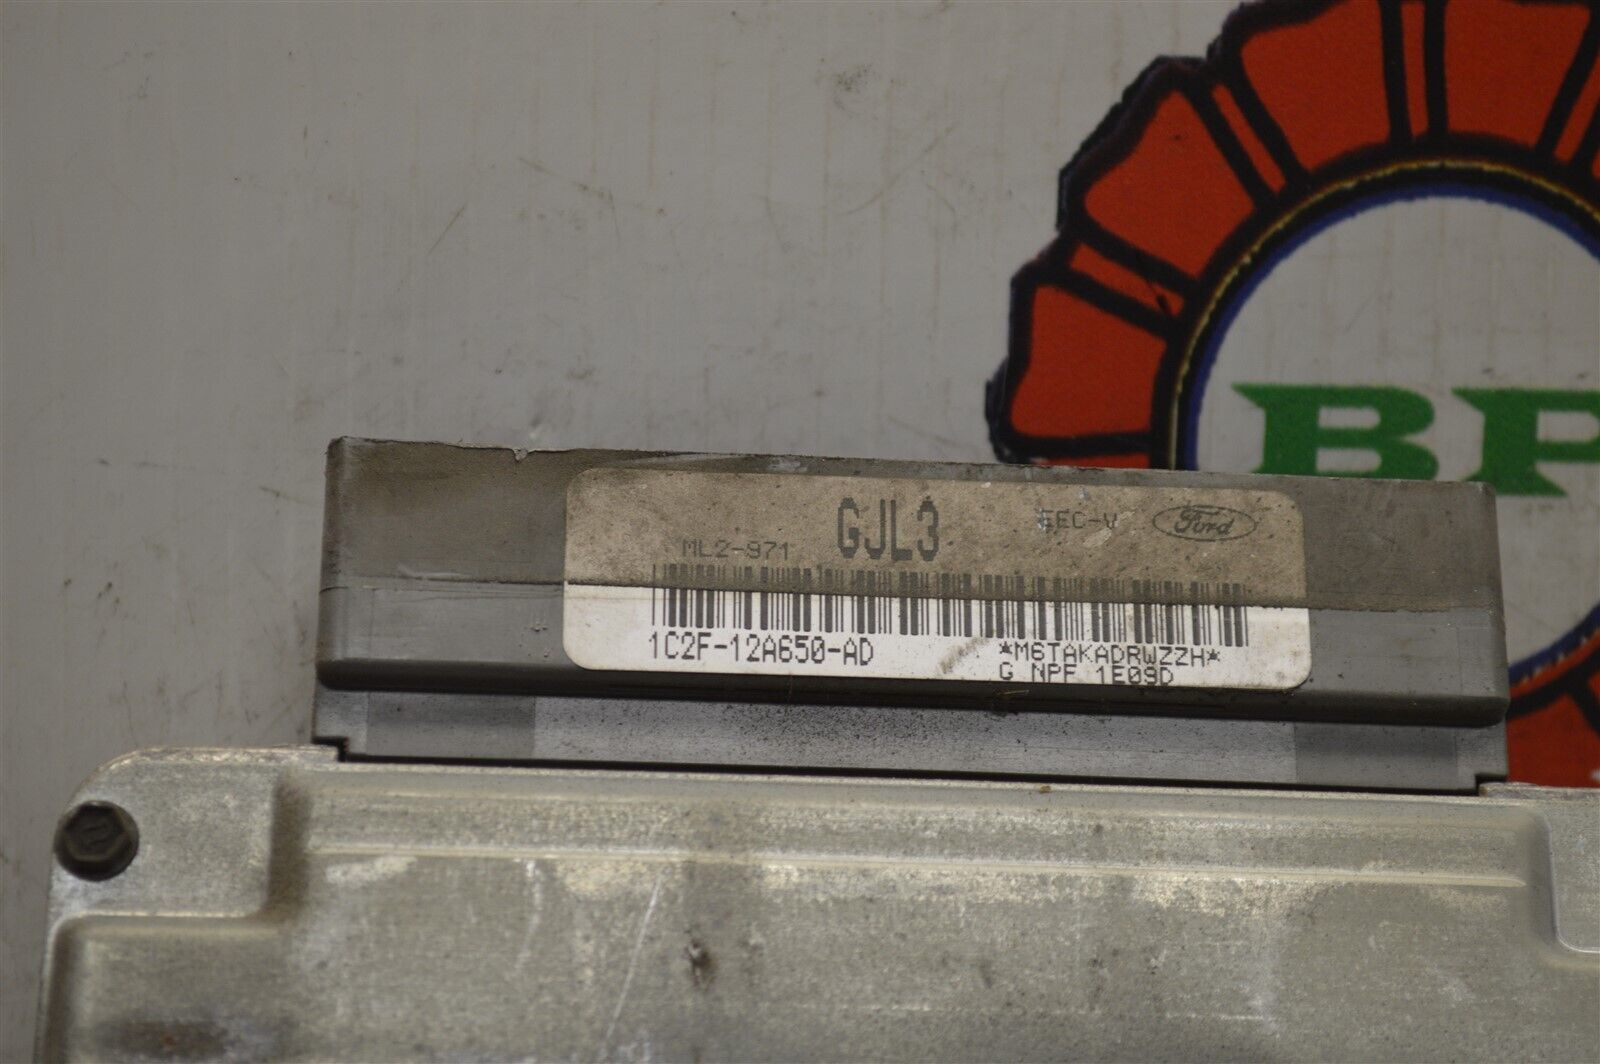 BP
GJL3
EEC-V
Ford
ML2-971
1C2F-12A650-AD
*M6TAKADRWZZH*
G NPF 1E09D